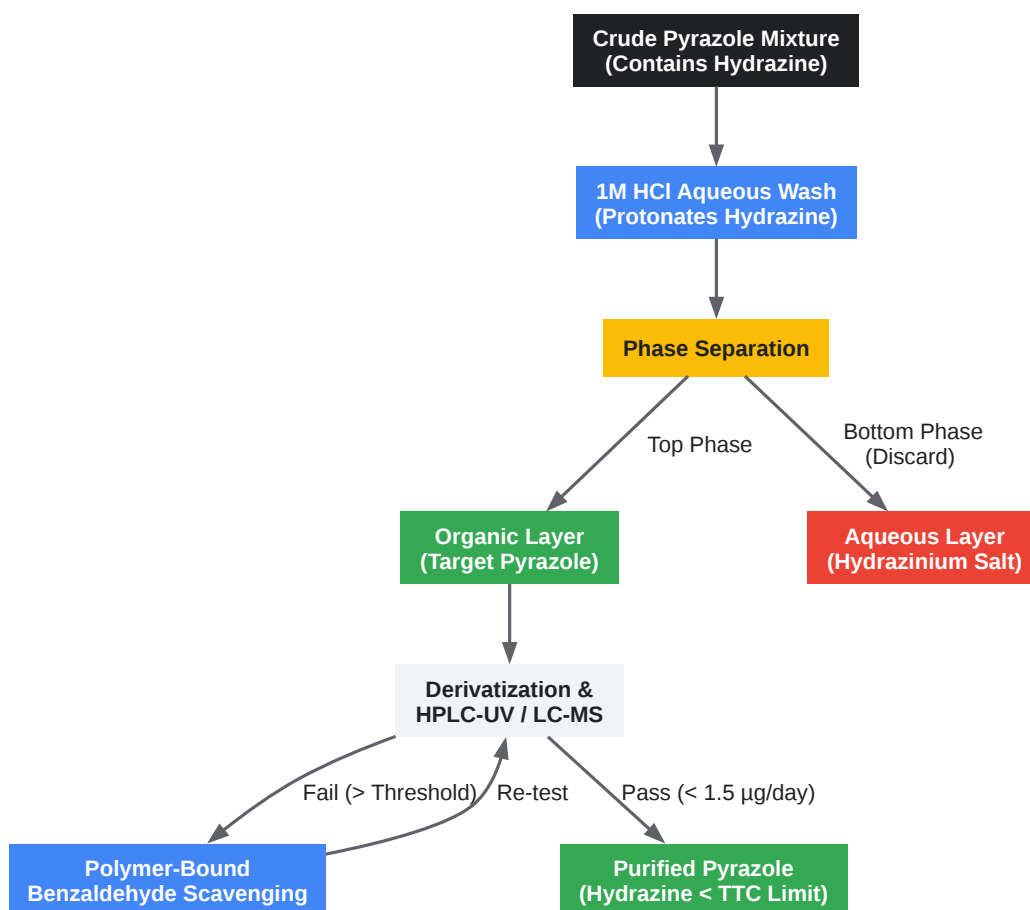 Crude Pyrazole Mixture
(Contains Hydrazine)
1M HCl Aqueous Wash
(Protonates Hydrazine)
Phase Separation
Top Phase
Bottom Phase
(Discard)
Organic Layer
(Target Pyrazole)
Aqueous Layer
(Hydrazinium Salt)
Derivatization &
HPLC-UV / LC-MS
Fail (> Threshold)
Re-test
Pass (< 1.5 µg/day)
Polymer-Bound
Benzaldehyde Scavenging
Purified Pyrazole
(Hydrazine < TTC Limit)